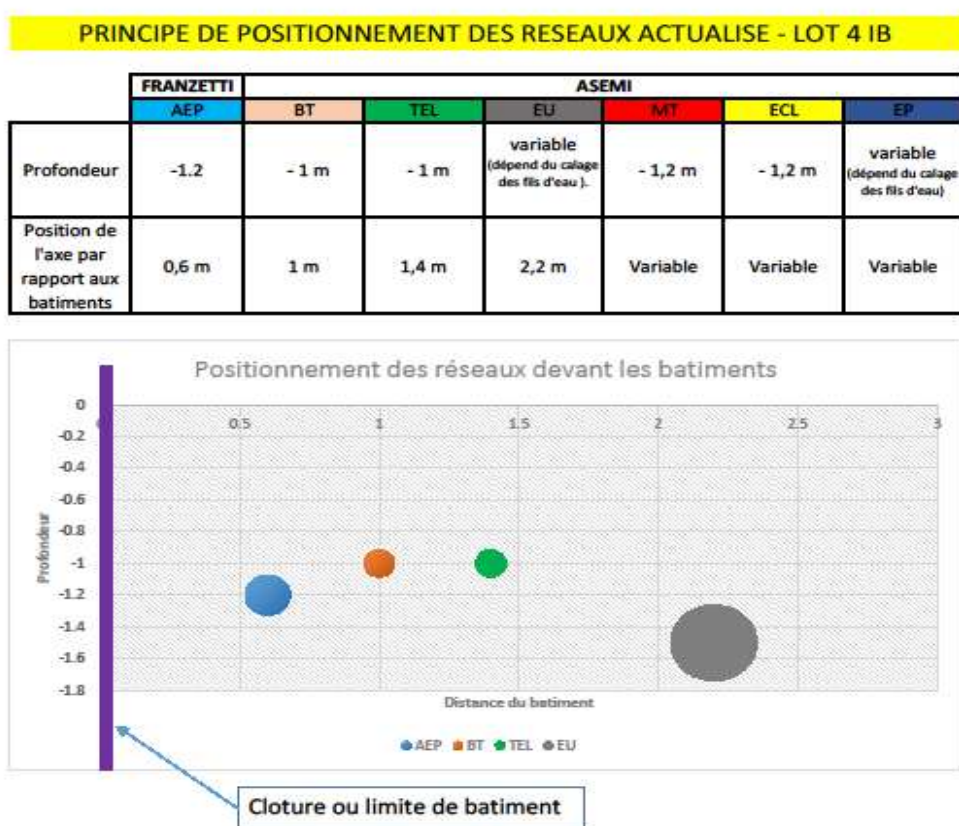 PRINCIPE DE POSITIONNEMENT DES RESEAUX ACTUALISE - LOT 4 IB
FRANZETTI ASEMI
AEP BT TEL EU MT ECL EP
Profondeur -1.2 - 1 m - 1 m variable (dépend du calage des fils d'eau ). - 1,2 m - 1,2 m variable (dépend du calage des fils d'eau)
Position de l'axe par rapport aux batiments 0,6 m 1 m 1,4 m 2,2 m Variable Variable Variable
Positionnement des réseaux devant les batiments
0
0.5 1 1.5 2 2.5 3
-0.2
-0.4
-0.6
-0.8
-1
-1.2
-1.4
-1.6
-1.8
Profondeur
Distance du batiment
AEP BT TEL EU
Cloture ou limite de batiment